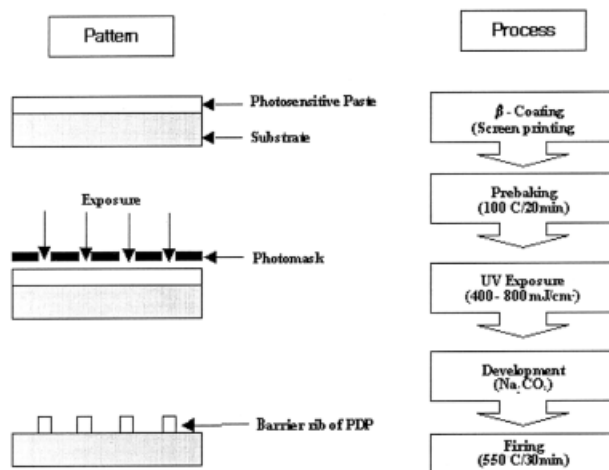 Pattern
Photosensitive Paste
Substrate
Exposure
Photomask
Barrier rib of PDP
Process
β - Coating
(Screen printing
Prebaking
(100 C/20min)
UV Exposure
(400 - 800 mJ/cm²)
Development
(Na₂CO₃)
Firing
(550 C/30min)